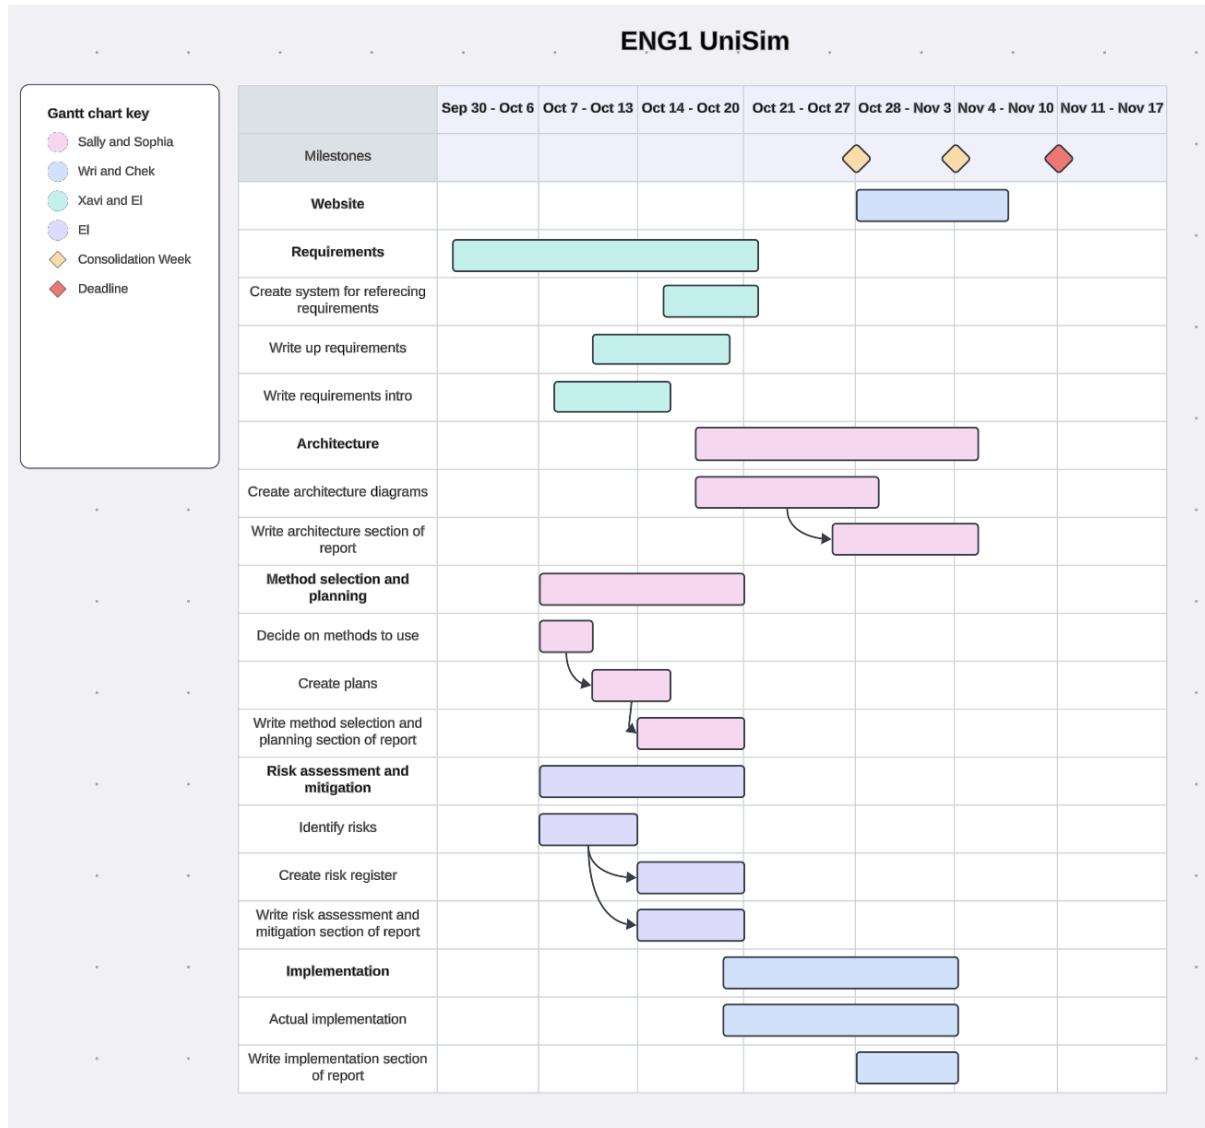 ENG1 UniSim
Gantt chart key
Sally and Sophia
Wri and Chek
Xavi and El
El
Consolidation Week
Deadline
Sep 30 - Oct 6 Oct 7 - Oct 13 Oct 14 - Oct 20 Oct 21 - Oct 27 Oct 28 - Nov 3 Nov 4 - Nov 10 Nov 11 - Nov 17
Milestones
Website
Requirements
Create system for referecing
requirements
Write up requirements
Write requirements intro
Architecture
Create architecture diagrams
Write architecture section of
report
Method selection and
planning
Decide on methods to use
Create plans
Write method selection and
planning section of report
Risk assessment and
mitigation
Identify risks
Create risk register
Write risk assessment and
mitigation section of report
Implementation
Actual implementation
Write implementation section
of report